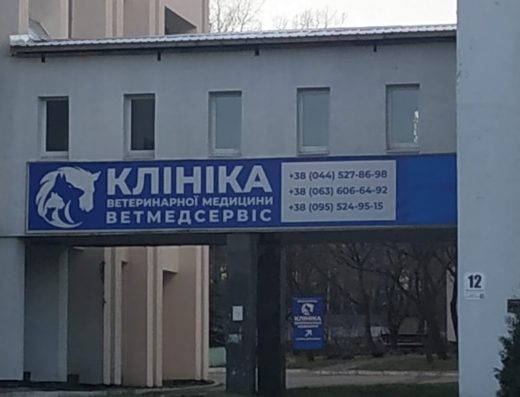 КЛІНІКА
ВЕТЕРИНАРНОЇ МЕДИЦИНИ
ВЕТМЕДСЕРВІС
+38 (044) 527-86-98
+38 (063) 606-64-92
+38 (095) 524-95-15
12
КЛІНІКА